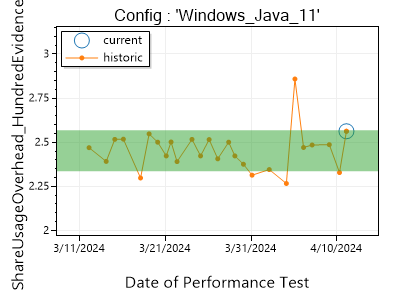 Config : 'Windows_Java_11'
ShareUsageOverhead_HundredEvidence
current
historic
3
2.75
2.5
2.25
2
3/11/2024
3/21/2024
3/31/2024
4/10/2024
Date of Performance Test